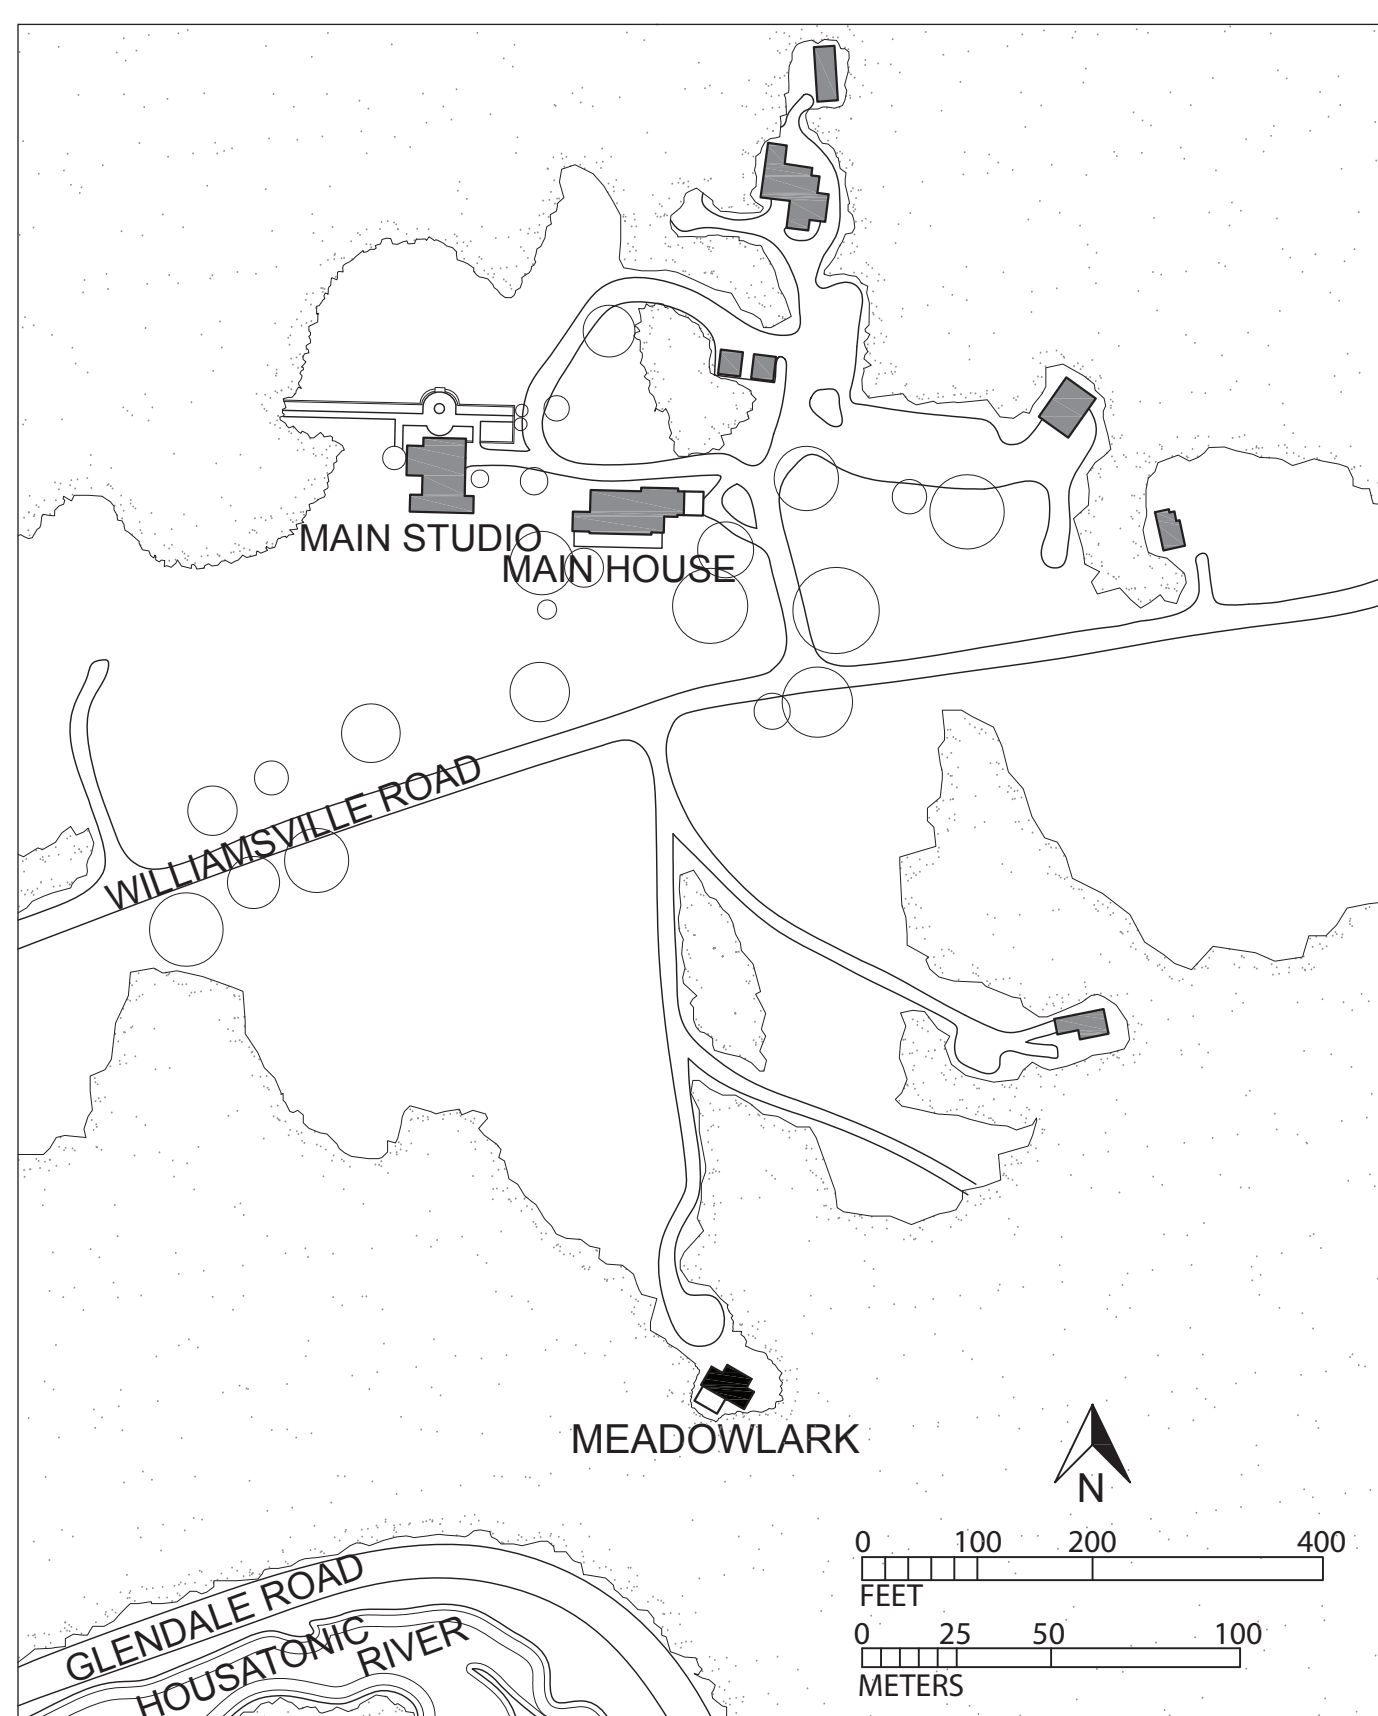 MAIN STUDIO
MAIN HOUSE
WILLIAMSVILLE ROAD
MEADOWLARK
N
0 100 200 400
FEET
0 25 50 100
METERS
GLENDALE ROAD
HOUSATONIC
RIVER